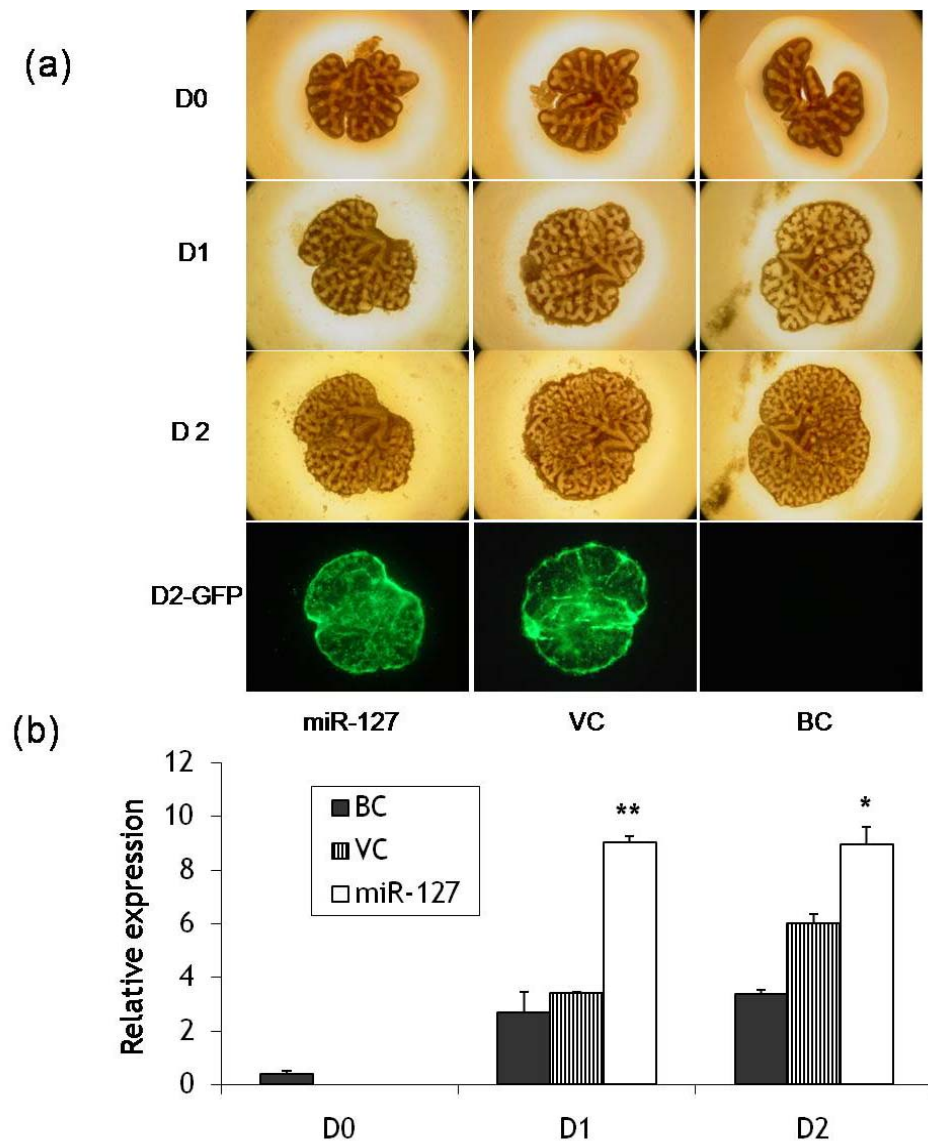 (a)
D0
D1
D 2
D2-GFP
miR-127 VC BC
(b)
Relative expression
12
10
8
6
4
2
0
BC
VC
miR-127
**
*
D0 D1 D2